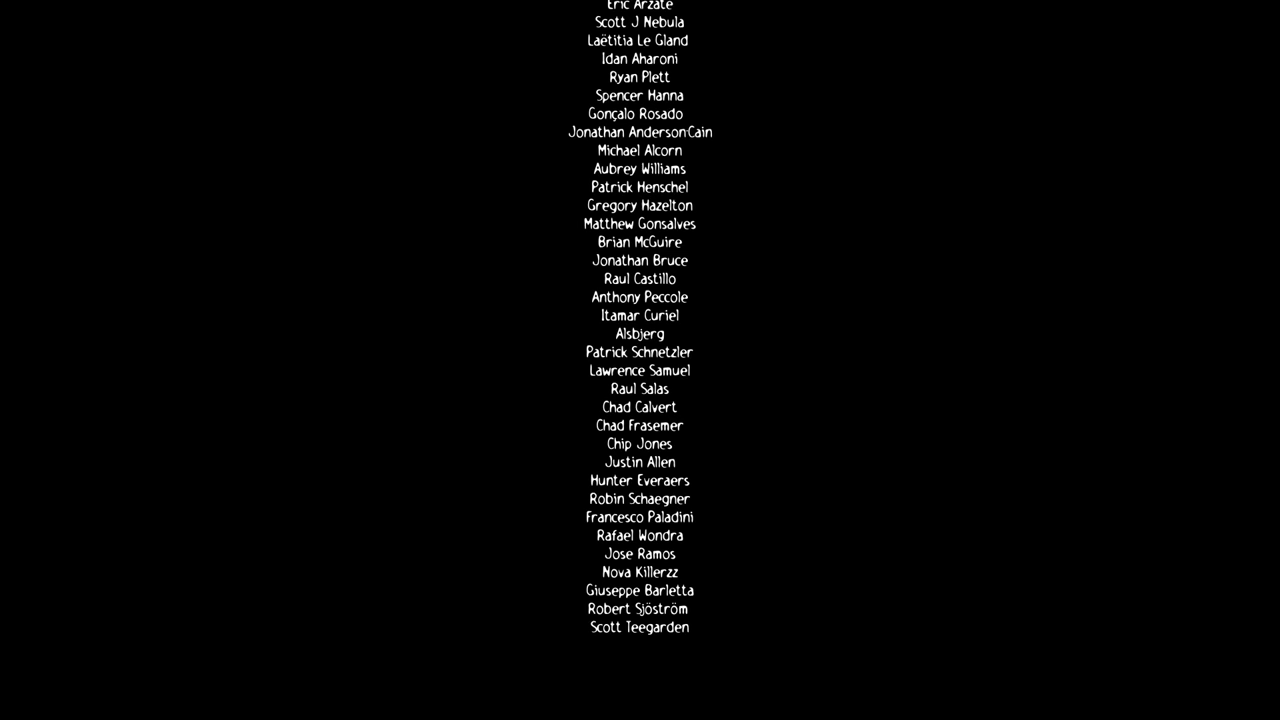 Eric Arzate
Scott J Nebula
Laëtitia Le Gland
Idan Aharoni
Ryan Plett
Spencer Hanna
Gonçalo Rosado
Jonathan Anderson-Cain
Michael Alcorn
Aubrey Williams
Patrick Henschel
Gregory Hazelton
Matthew Gonsalves
Brian McGuire
Jonathan Bruce
Raul Castillo
Anthony Peccole
Itamar Curiel
Alsbjerg
Patrick Schnetzler
Lawrence Samuel
Raul Salas
Chad Calvert
Chad Frasemer
Chip Jones
Justin Allen
Hunter Everaers
Robin Schaegner
Francesco Paladini
Rafael Wondra
Jose Ramos
Nova Killerzz
Giuseppe Barletta
Robert Sjöström
Scott Teegarden